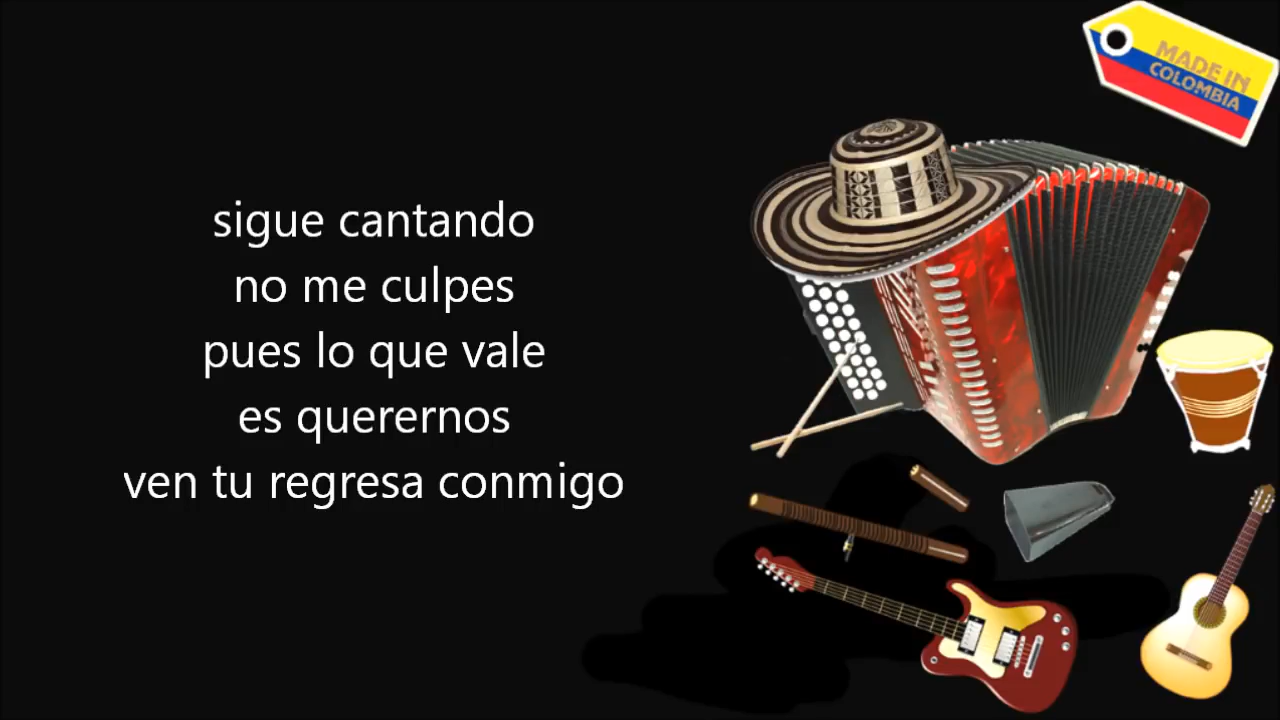 MADE IN
COLOMBIA
sigue cantando
no me culpes
pues lo que vale
es querernos
ven tu regresa conmigo